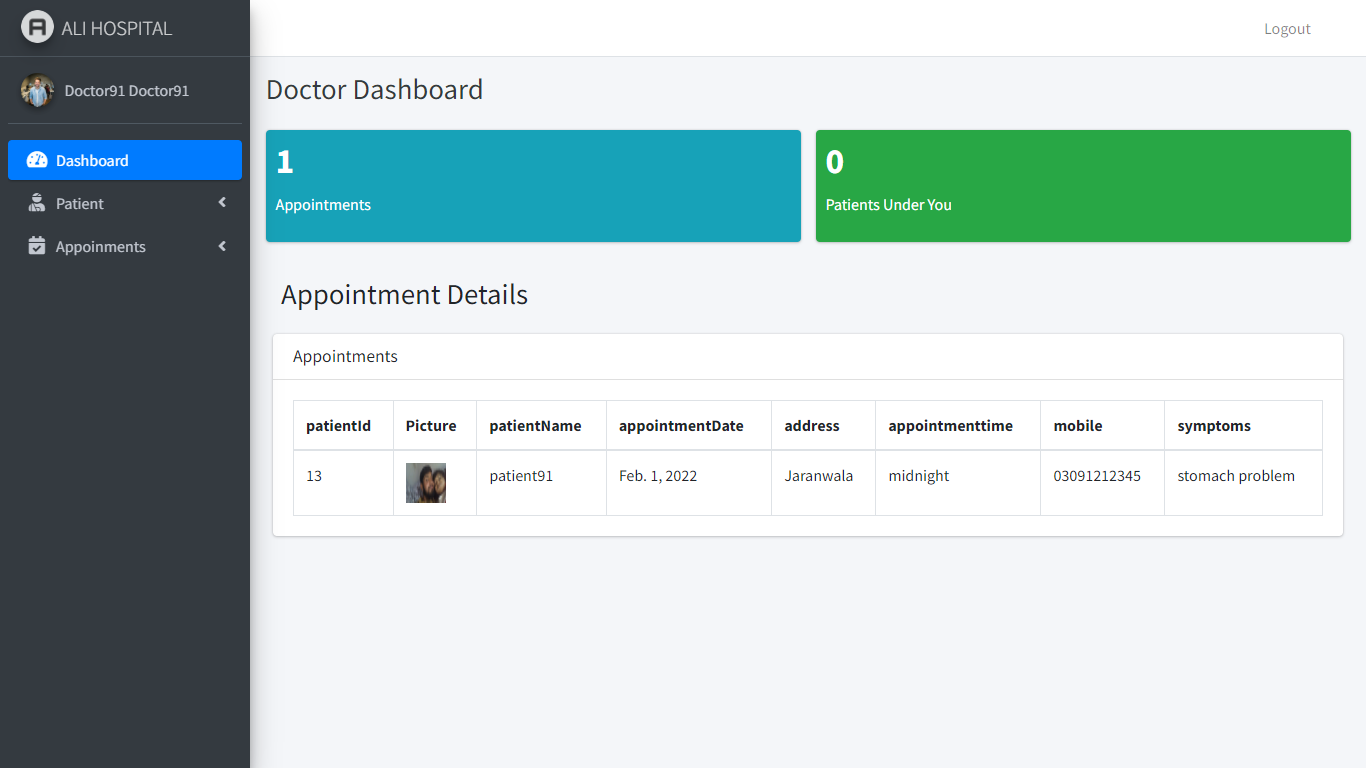 ALI HOSPITAL
Logout
Doctor91 Doctor91
Dashboard
Patient
Appoinments
Doctor Dashboard
1
Appointments
0
Patients Under You
Appointment Details
Appointments
patientId Picture patientName appointmentDate address appointmenttime mobile symptoms
13 patient91 Feb. 1, 2022 Jaranwala midnight 03091212345 stomach problem